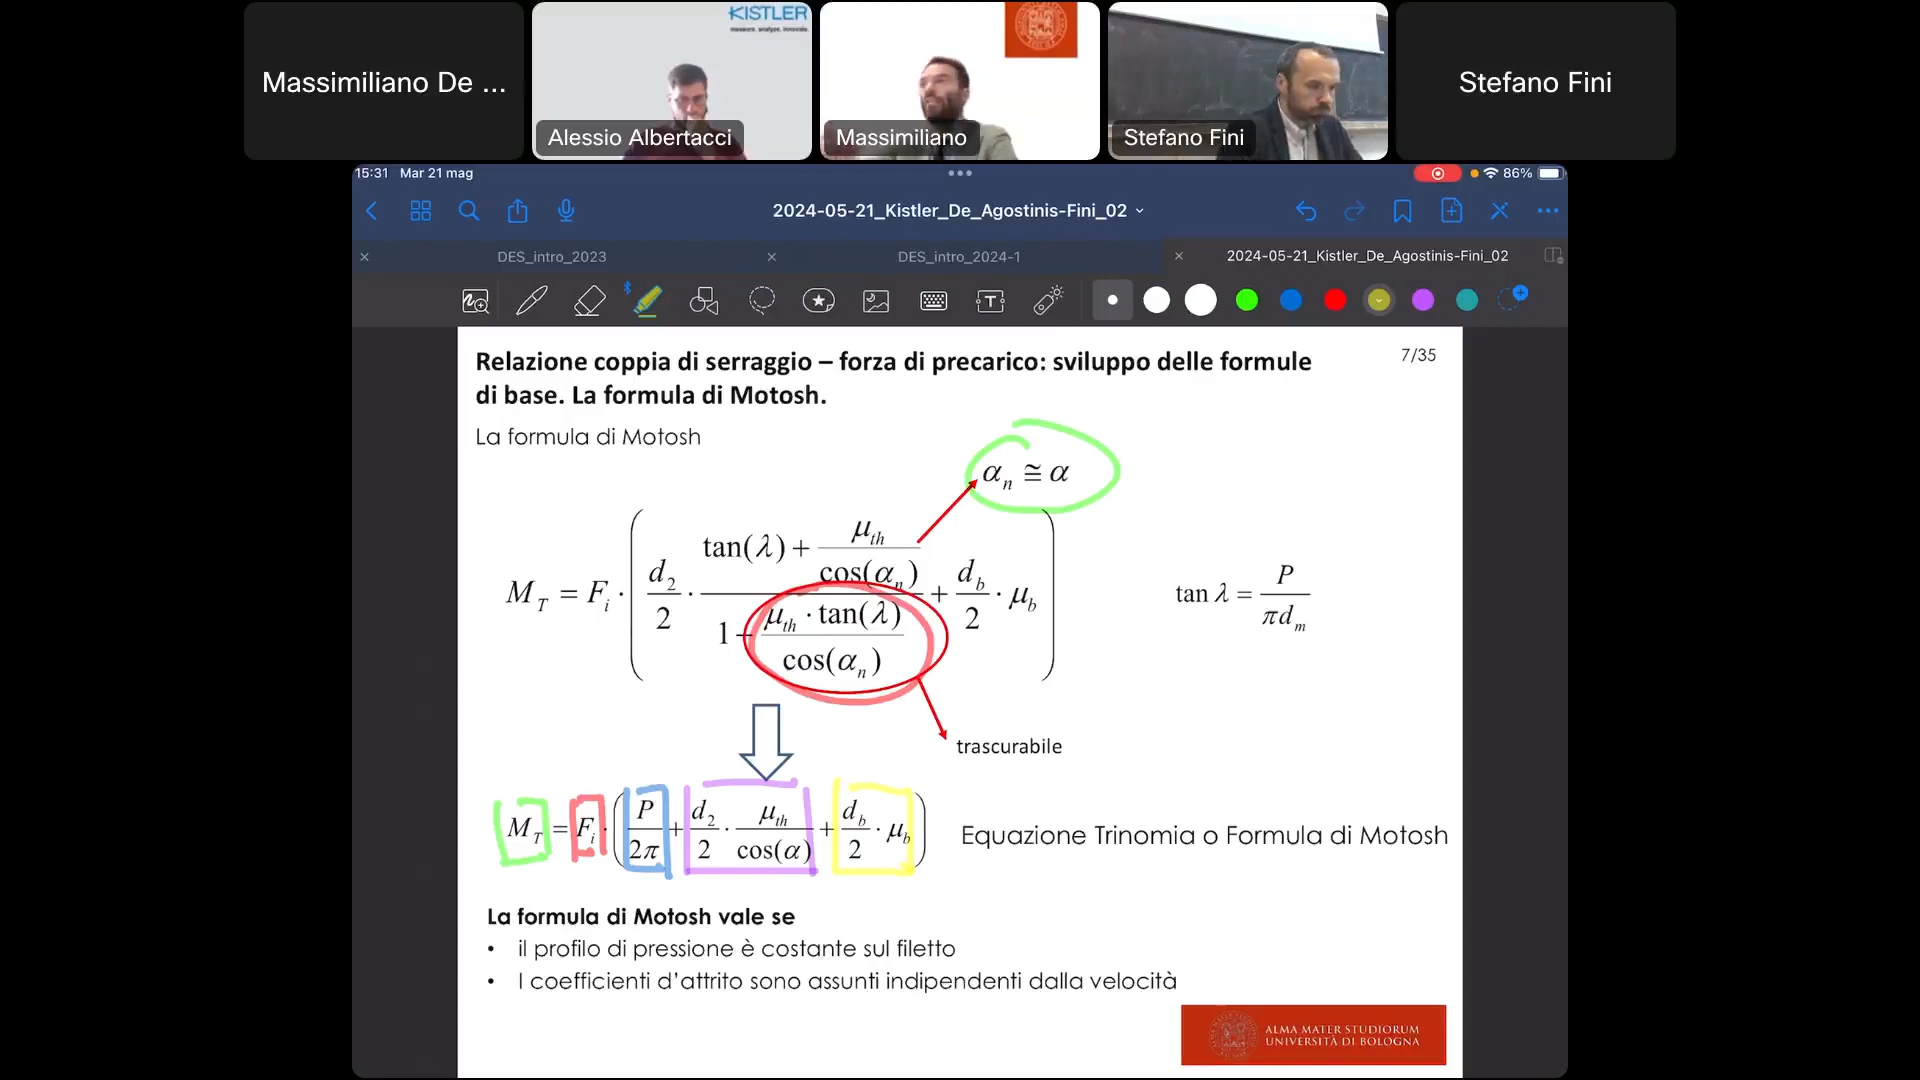 Massimiliano De ...
KISTLER
measure. analyze. innovate.
Alessio Albertacci
Massimiliano
Stefano Fini
Stefano Fini
15:31 Mar 21 mag
86%
2024-05-21_Kistler_De_Agostinis-Fini_02
DES_intro_2023
DES_intro_2024-1
2024-05-21_Kistler_De_Agostinis-Fini_02
Relazione coppia di serraggio – forza di precarico: sviluppo delle formule
di base. La formula di Motosh.
7/35
La formula di Motosh
αn ≅ α
M_T = F_i · ( d_2/2 · (tan(λ) + μ_th/cos(α_n)) / (1 - μ_th · tan(λ)/cos(α_n)) + d_b/2 · μ_b )
tan λ = P/(πd_m)
trascurabile
M_T = F_i · ( P/2π + d_2/2 · μ_th/cos(α) + d_b/2 · μ_b )
Equazione Trinomia o Formula di Motosh
La formula di Motosh vale se
• il profilo di pressione è costante sul filetto
• I coefficienti d’attrito sono assunti indipendenti dalla velocità
ALMA MATER STUDIORUM
UNIVERSITÀ DI BOLOGNA